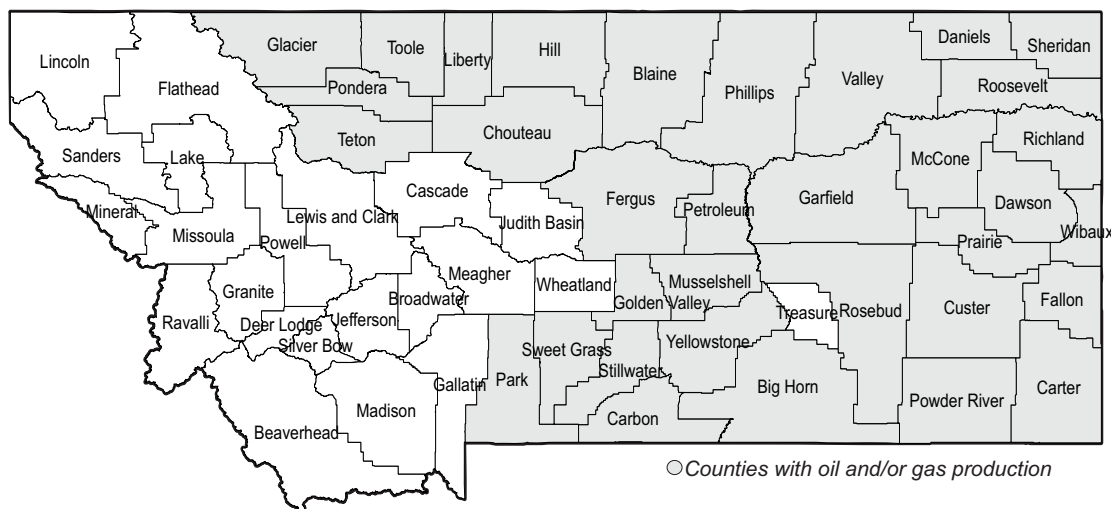 Glacier
Toole
Liberty
Hill
Blaine
Phillips
Valley
Daniels
Sheridan
Roosevelt
Lincoln
Flathead
Pondera
Teton
Chouteau
Richland
McCone
Sanders
Lake
Cascade
Fergus
Petroleum
Garfield
Dawson
Wibaux
Mineral
Missoula
Powell
Lewis and Clark
Judith Basin
Prairie
Meagher
Wheatland
Musselshell
Golden
Valley
Granite
Broadwater
Treasure
Rosebud
Custer
Fallon
Ravalli
Deer Lodge
Jefferson
Silver Bow
Sweet Grass
Yellowstone
Stillwater
Gallatin
Park
Big Horn
Carter
Powder River
Madison
Carbon
Beaverhead
Counties with oil and/or gas production